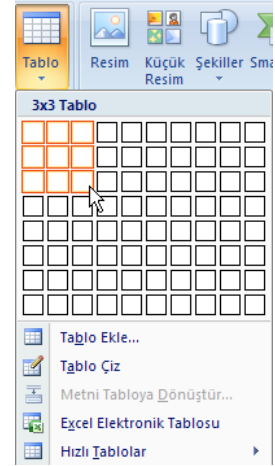 Tablo Resim Küçük Resim Şekiller
3x3 Tablo
Tablo Ekle...
Tablo Çiz
Metni Tabloya Dönüştür...
Excel Elektronik Tablosu
Hızlı Tablolar